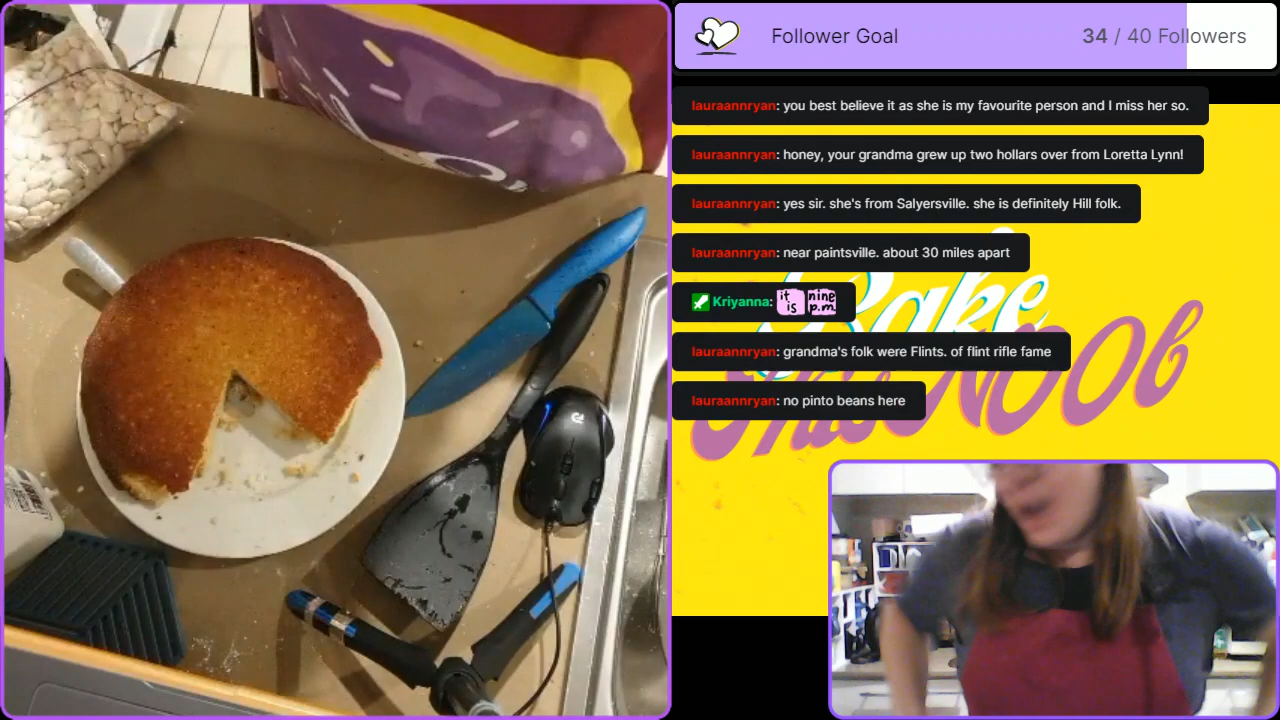 Follower Goal 34 / 40 Followers
lauraannryan: you best believe it as she is my favourite person and I miss her so.
lauraannryan: honey, your grandma grew up two hollars over from Loretta Lynn!
lauraannryan: yes sir. she's from Salyersville. she is definitely Hill folk.
lauraannryan: near paintsville. about 30 miles apart
Kriyanna: it is nine p.m.
lauraannryan: grandma's folk were Flints. of flint rifle fame
lauraannryan: no pinto beans here
Bake
This NOOb